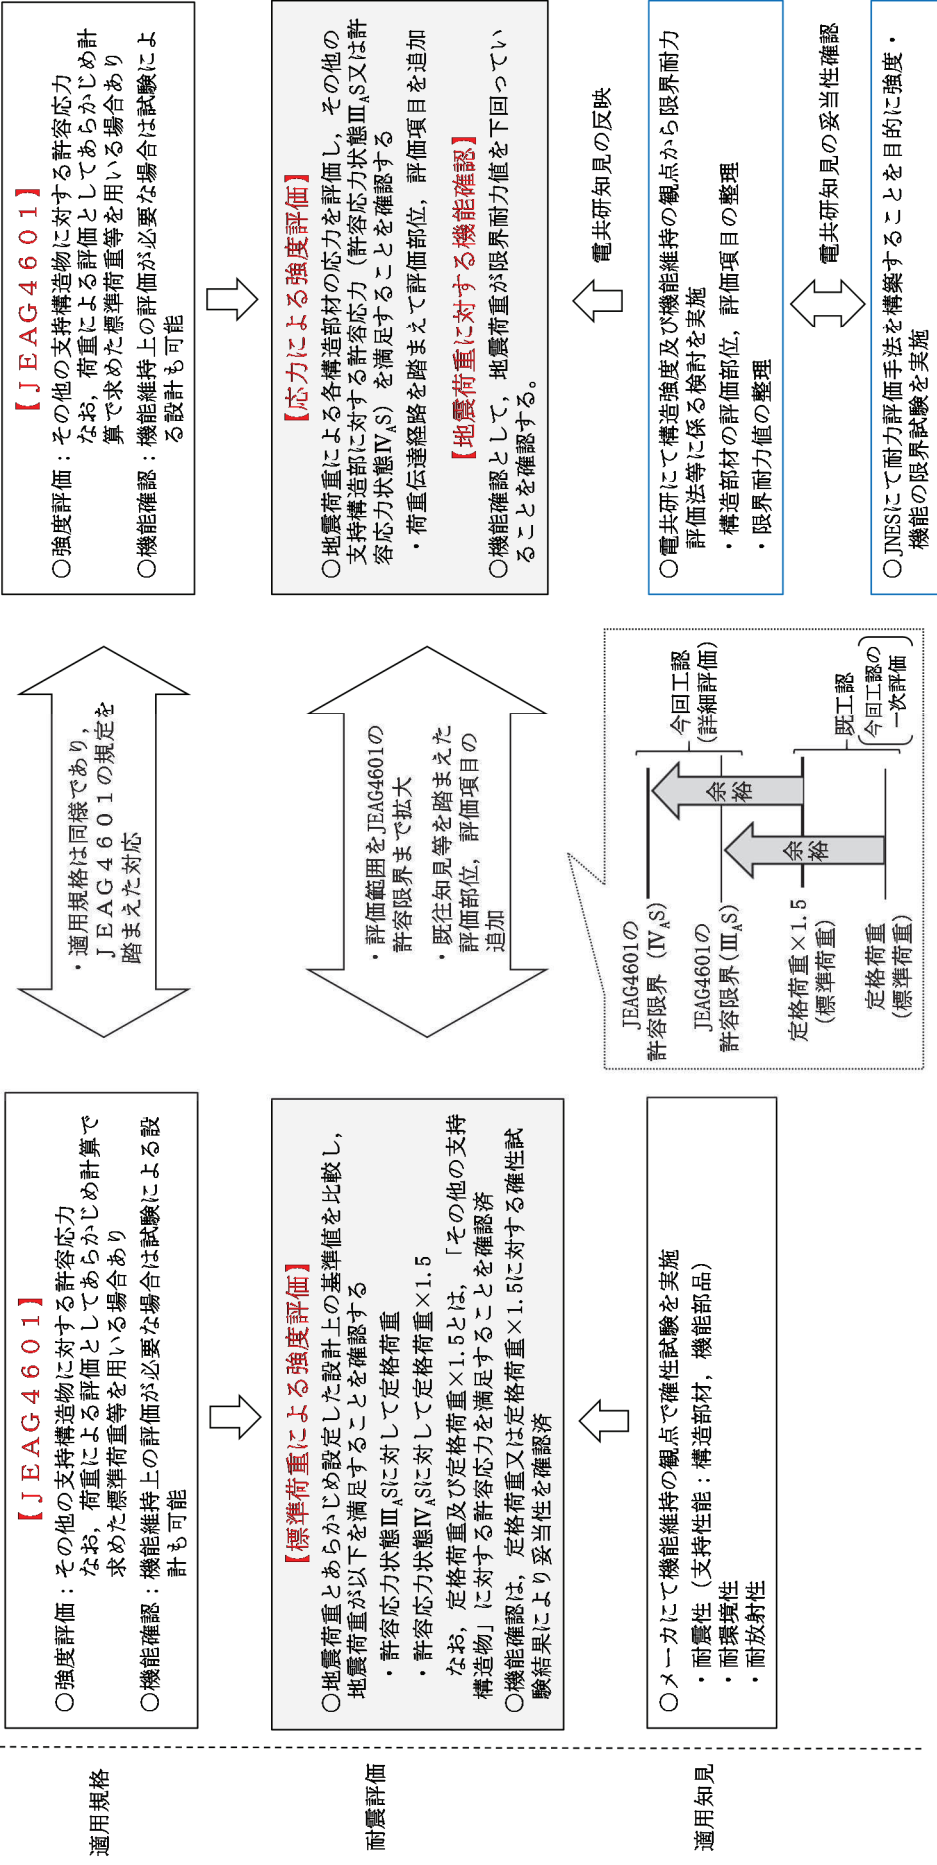 適用規格
【ＪＥＡＧ４６０１】
○強度評価：その他の支持構造物に対する許容応力
なお，荷重による評価としてあらかじめ計算で
求めた標準荷重等を用いる場合あり
○機能確認：機能維持上の評価が必要な場合は試験による設
計も可能
・適用規格は同様であり，
ＪＥＡＧ４６０１の規定を
踏まえた対応
【ＪＥＡＧ４６０１】
○強度評価：その他の支持構造物に対する許容応力
なお，荷重による評価としてあらかじめ計
算で求めた標準荷重等を用いる場合あり
○機能確認：機能維持上の評価が必要な場合は試験によ
る設計も可能
耐震評価
【標準荷重による強度評価】
○地震荷重とあらかじめ設定した設計上の基準値を比較し，
地震荷重が以下を満足することを確認する
・許容応力状態ⅢASに対して定格荷重
・許容応力状態ⅣASに対して定格荷重×1.5
なお，定格荷重及び定格荷重×1.5とは，「その他の支持
構造物」に対する許容応力を満足することを確認済
○機能確認は，定格荷重又は定格荷重×1.5に対する確性試
験結果により妥当性を確認済
・評価範囲をJEAG4601の
許容限界まで拡大
・既往知見等を踏まえた
評価部位，評価項目の
追加
【応力による強度評価】
○地震荷重による各構造部材の応力を評価し，その他の
支持構造部に対する許容応力（許容応力状態ⅢAS又は許
容応力状態ⅣAS）を満足することを確認する
・荷重伝達経路を踏まえて評価部位，評価項目を追加
【地震荷重に対する機能確認】
○機能確認として，地震荷重が限界耐力値を下回ってい
ることを確認する。
適用知見
○メーカにて機能維持の観点で確性試験を実施
・耐震性（支持性能：構造部材，機能部品）
・耐環境性
・耐放射性
JEAG4601の
許容限界（ⅣAS）
JEAG4601の
許容限界（ⅢAS）
定格荷重×1.5
（標準荷重）
定格荷重
（標準荷重）
余裕
余裕
今回工認
（詳細評価）
既工認
今回工認の
一次評価
電共研知見の反映
○電共研にて構造強度及び機能維持の観点から限界耐力
評価法等に係る検討を実施
・構造部材の評価部位，評価項目の整理
・限界耐力値の整理
電共研知見の妥当性確認
○JNESにて耐力評価手法を構築することを目的に強度・
機能の限界試験を実施